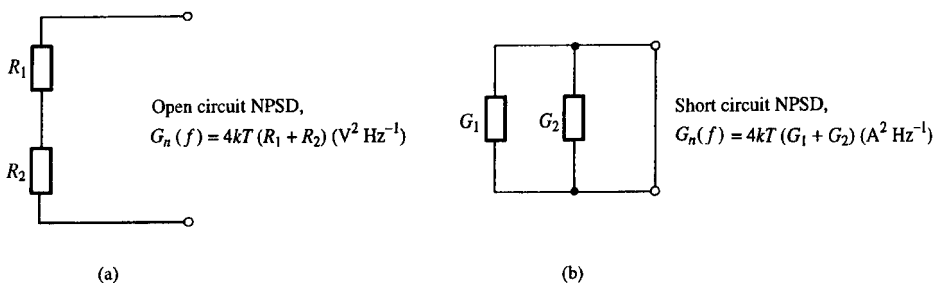 R₁
R₂
Open circuit NPSD,
Gₙ(f) = 4kT (R₁ + R₂) (V² Hz⁻¹)
(a)
G₁
G₂
Short circuit NPSD,
Gₙ(f) = 4kT (G₁ + G₂) (A² Hz⁻¹)
(b)